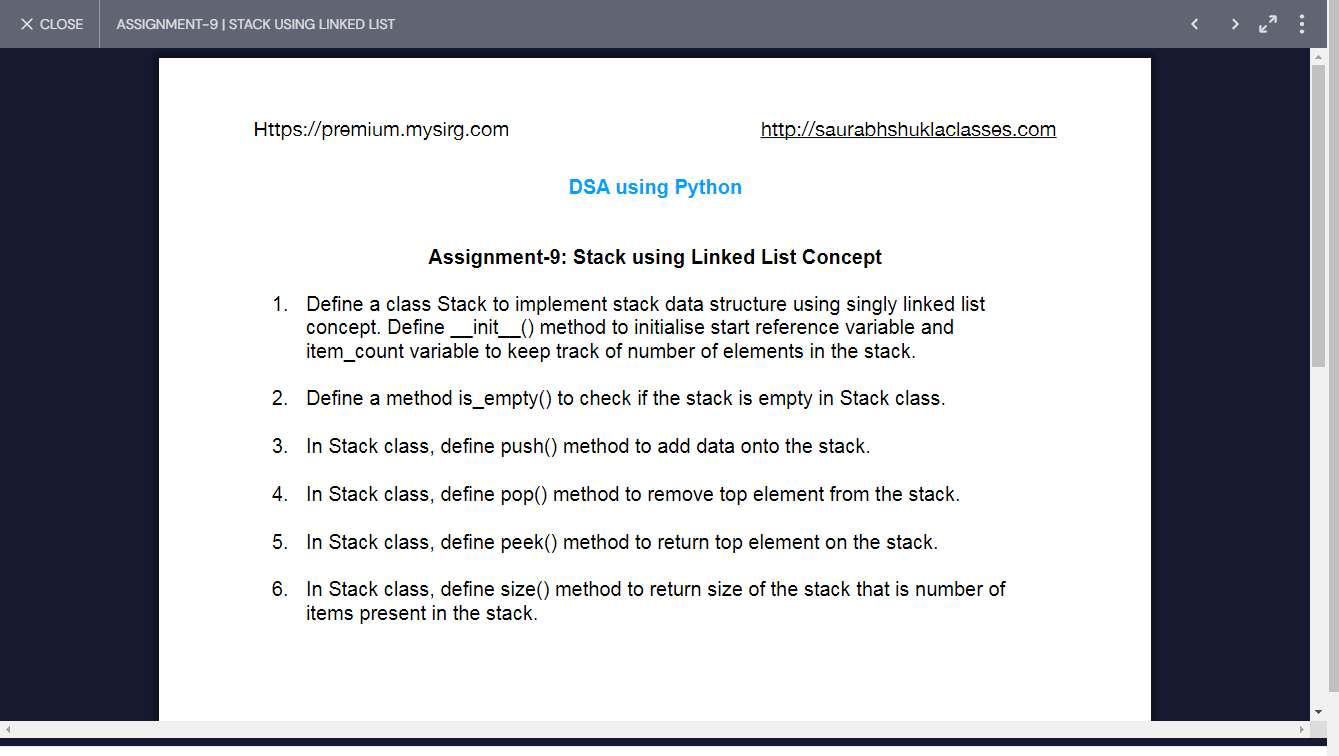 CLOSE ASSIGNMENT-9 | STACK USING LINKED LIST
Https://premium.mysirg.com http://saurabhshuklaclasses.com
DSA using Python
Assignment-9: Stack using Linked List Concept
1. Define a class Stack to implement stack data structure using singly linked list
concept. Define __init__() method to initialise start reference variable and
item_count variable to keep track of number of elements in the stack.
2. Define a method is_empty() to check if the stack is empty in Stack class.
3. In Stack class, define push() method to add data onto the stack.
4. In Stack class, define pop() method to remove top element from the stack.
5. In Stack class, define peek() method to return top element on the stack.
6. In Stack class, define size() method to return size of the stack that is number of
items present in the stack.